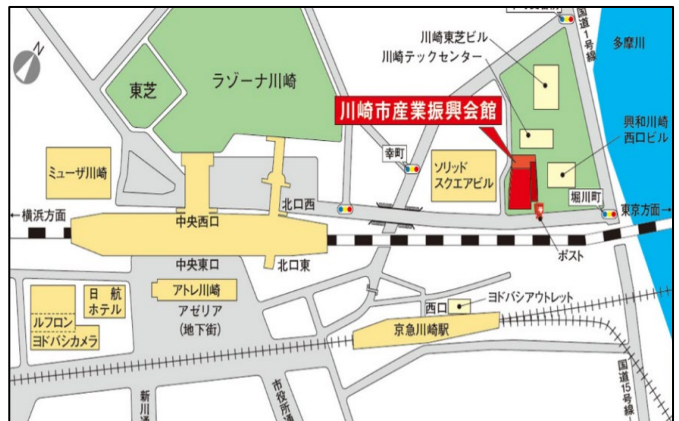 国道1号線
多摩川
川崎東芝ビル
川崎テックセンター
N
ラゾーナ川崎
東芝
川崎市産業振興会館
興和川崎
西口ビル
幸町
ソリッド
スクエアビル
ミューザ川崎
堀川町
北口西
←横浜方面
中央西口
東京方面→
ポスト
中央東口
北口東
アトレ川崎
日航
ホテル
アゼリア
(地下街)
ルフロン
ヨドバシカメラ
西口
ヨドバシアウトレット
京急川崎駅
新川通
市役所通
国道15号線